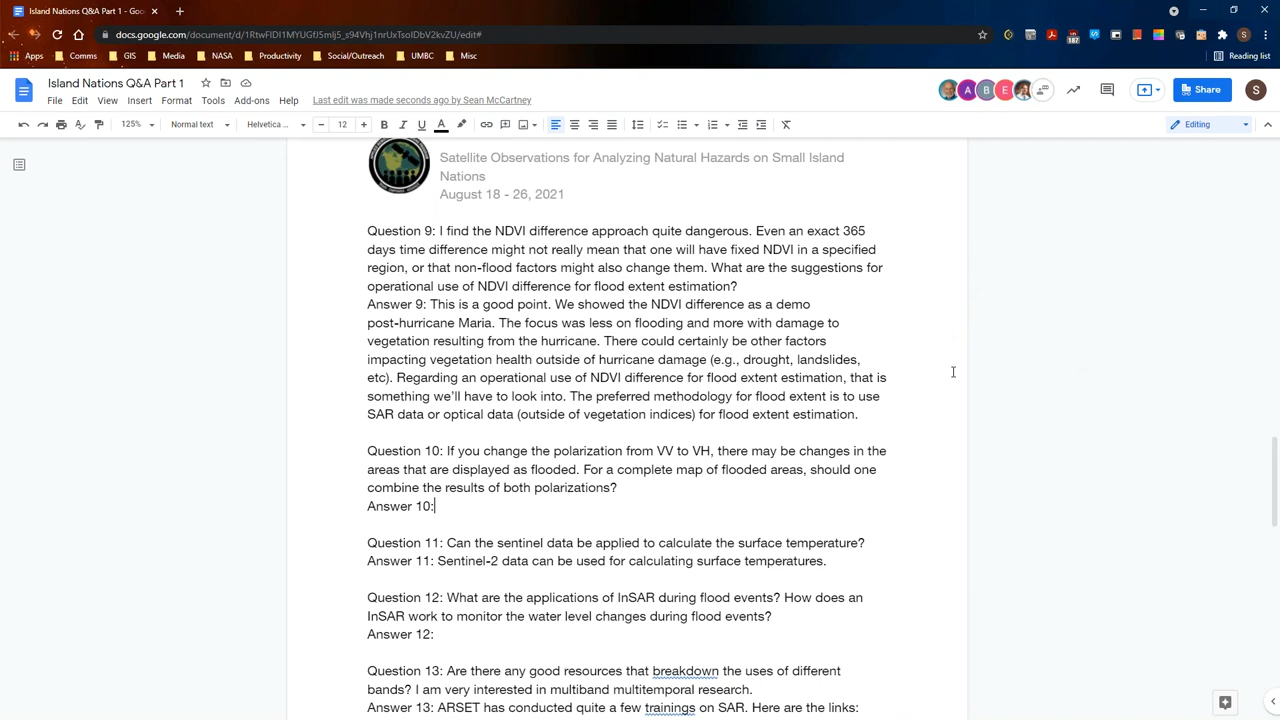 Island Nations Q&A Part 1 - Goo
docs.google.com/document/d/1RtwFlDI1MYUGfJ5mlj5_s94Vhj1nrUxTsoIDbV2kvZU/edit#
Apps Comms GIS Media NASA Productivity Social/Outreach UMBC Misc Reading list
Island Nations Q&A Part 1
File Edit View Insert Format Tools Add-ons Help Last edit was made seconds ago by Sean McCartney
A B E Share S
125% Normal text Helvetica ... 12 B I U A Editing
Satellite Observations for Analyzing Natural Hazards on Small Island
Nations
August 18 - 26, 2021
Question 9: I find the NDVI difference approach quite dangerous. Even an exact 365
days time difference might not really mean that one will have fixed NDVI in a specified
region, or that non-flood factors might also change them. What are the suggestions for
operational use of NDVI difference for flood extent estimation?
Answer 9: This is a good point. We showed the NDVI difference as a demo
post-hurricane Maria. The focus was less on flooding and more with damage to
vegetation resulting from the hurricane. There could certainly be other factors
impacting vegetation health outside of hurricane damage (e.g., drought, landslides,
etc). Regarding an operational use of NDVI difference for flood extent estimation, that is
something we'll have to look into. The preferred methodology for flood extent is to use
SAR data or optical data (outside of vegetation indices) for flood extent estimation.
Question 10: If you change the polarization from VV to VH, there may be changes in the
areas that are displayed as flooded. For a complete map of flooded areas, should one
combine the results of both polarizations?
Answer 10:
Question 11: Can the sentinel data be applied to calculate the surface temperature?
Answer 11: Sentinel-2 data can be used for calculating surface temperatures.
Question 12: What are the applications of InSAR during flood events? How does an
InSAR work to monitor the water level changes during flood events?
Answer 12:
Question 13: Are there any good resources that breakdown the uses of different
bands? I am very interested in multiband multitemporal research.
Answer 13: ARSET has conducted quite a few trainings on SAR. Here are the links: